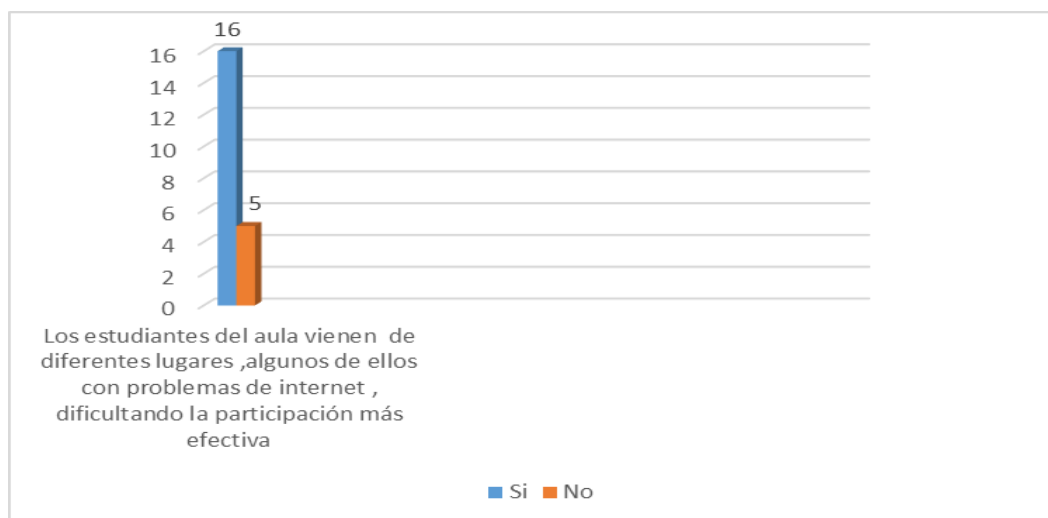 16
16
14
12
10
8
6
5
4
2
0
Los estudiantes del aula vienen  de
diferentes lugares ,algunos de ellos
con problemas de internet ,
dificultando la participación más
efectiva
Si No